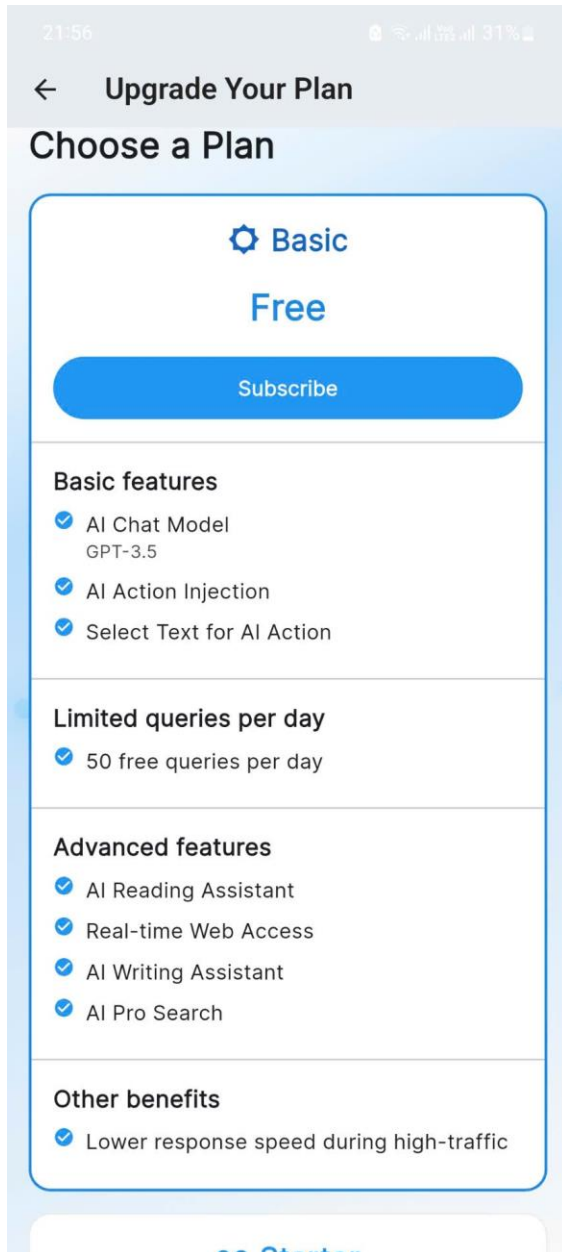 21:56
31%
Upgrade Your Plan
Choose a Plan
Basic
Free
Subscribe
Basic features
AI Chat Model
GPT-3.5
AI Action Injection
Select Text for AI Action
Limited queries per day
50 free queries per day
Advanced features
AI Reading Assistant
Real-time Web Access
AI Writing Assistant
AI Pro Search
Other benefits
Lower response speed during high-traffic
Starter